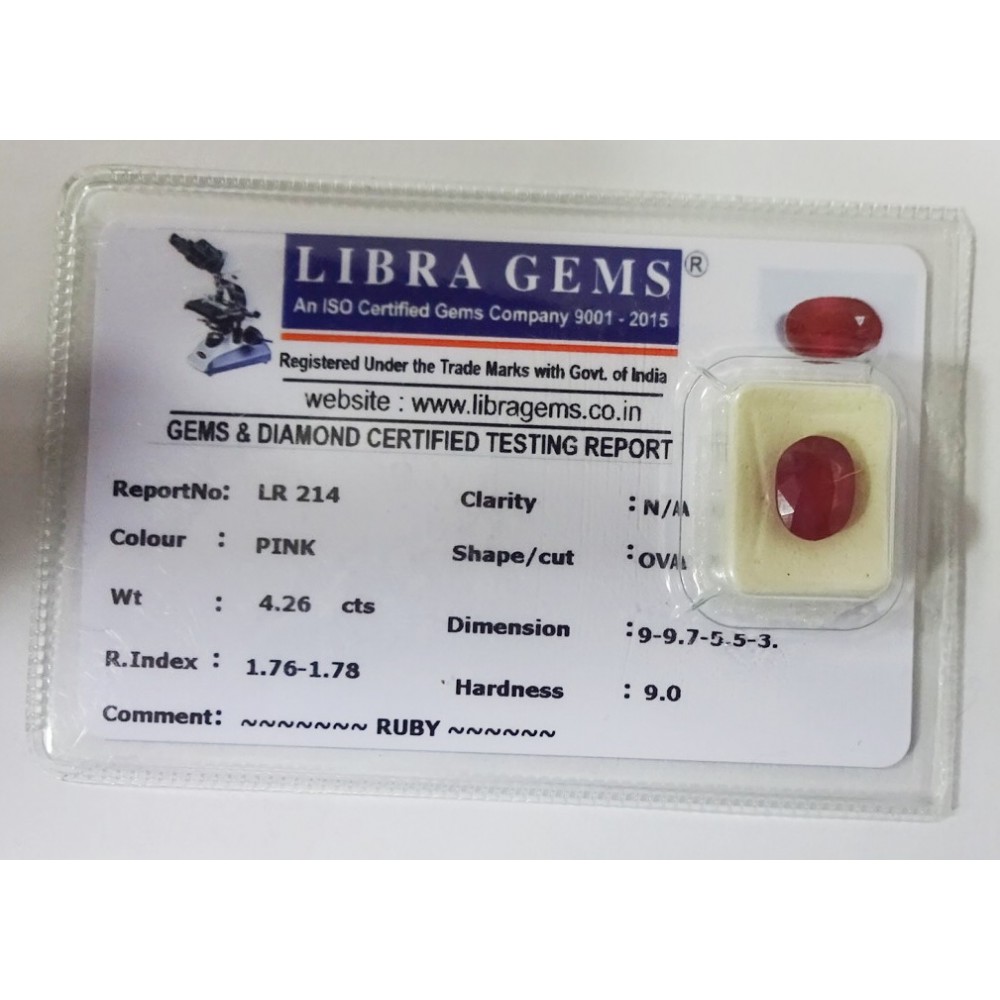 LIBRA GEMS ®
An ISO Certified Gems Company 9001 - 2015
Registered Under the Trade Marks with Govt. of India
website : www.libragems.co.in
GEMS & DIAMOND CERTIFIED TESTING REPORT
ReportNo: LR 214
Colour : PINK
Wt : 4.26 cts
R.Index : 1.76-1.78
Comment: ~~~~~~~ RUBY ~~~~~~
Clarity : N/A
Shape/cut : OVA
Dimension : 9-9.7-5.5-3.
Hardness : 9.0